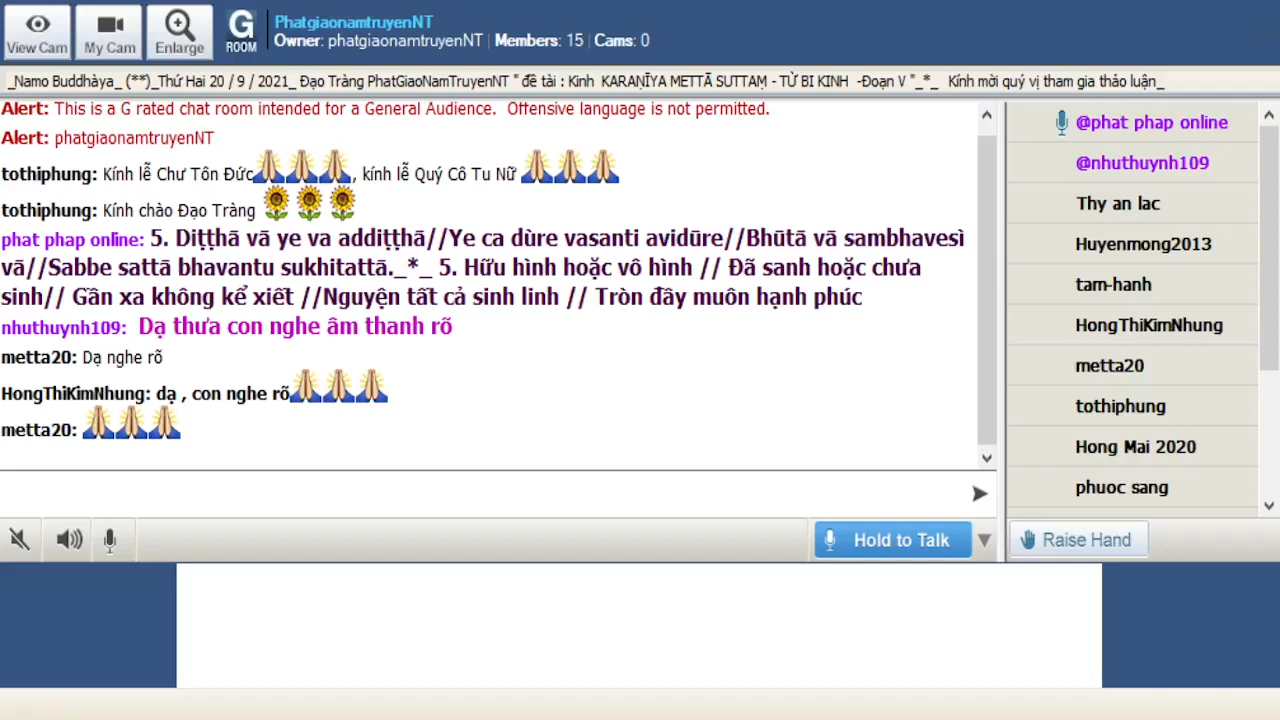 View Cam
My Cam
Enlarge
G
ROOM
PhatgiaonamtruyenNT
Owner: phatgiaonamtruyenNT | Members: 15 | Cams: 0
_Namo Buddhàya_ (**)_Thứ Hai 20 / 9 / 2021_ Đạo Tràng PhatGiaoNamTruyenNT " đề tài : Kinh KARAṆĪYA METTĀ SUTTAṂ - TỪ BI KINH -Đoạn V "_*_ Kính mời quý vị tham gia thảo luận_
Alert: This is a G rated chat room intended for a General Audience. Offensive language is not permitted.
Alert: phatgiaonamtruyenNT
tothiphung: Kính lễ Chư Tôn Đức🙏🙏🙏, kính lễ Quý Cô Tu Nữ 🙏🙏🙏
tothiphung: Kính chào Đạo Tràng 🌻🌻🌻
phat phap online: 5. Diṭṭhā vā ye va addiṭṭhā//Ye ca dùre vasanti avidūre//Bhūtā vā sambhavesì
vā//Sabbe sattā bhavantu sukhitattā._*_ 5. Hữu hình hoặc vô hình // Đã sanh hoặc chưa
sinh// Gần xa không kể xiết //Nguyện tất cả sinh linh // Tròn đầy muôn hạnh phúc
nhuthuynh109: Dạ thưa con nghe âm thanh rõ
metta20: Dạ nghe rõ
HongThiKimNhung: dạ , con nghe rõ🙏🙏🙏
metta20: 🙏🙏🙏
@phat phap online
@nhuthuynh109
Thy an lac
Huyenmong2013
tam-hanh
HongThiKimNhung
metta20
tothiphung
Hong Mai 2020
phuoc sang
Hold to Talk
Raise Hand